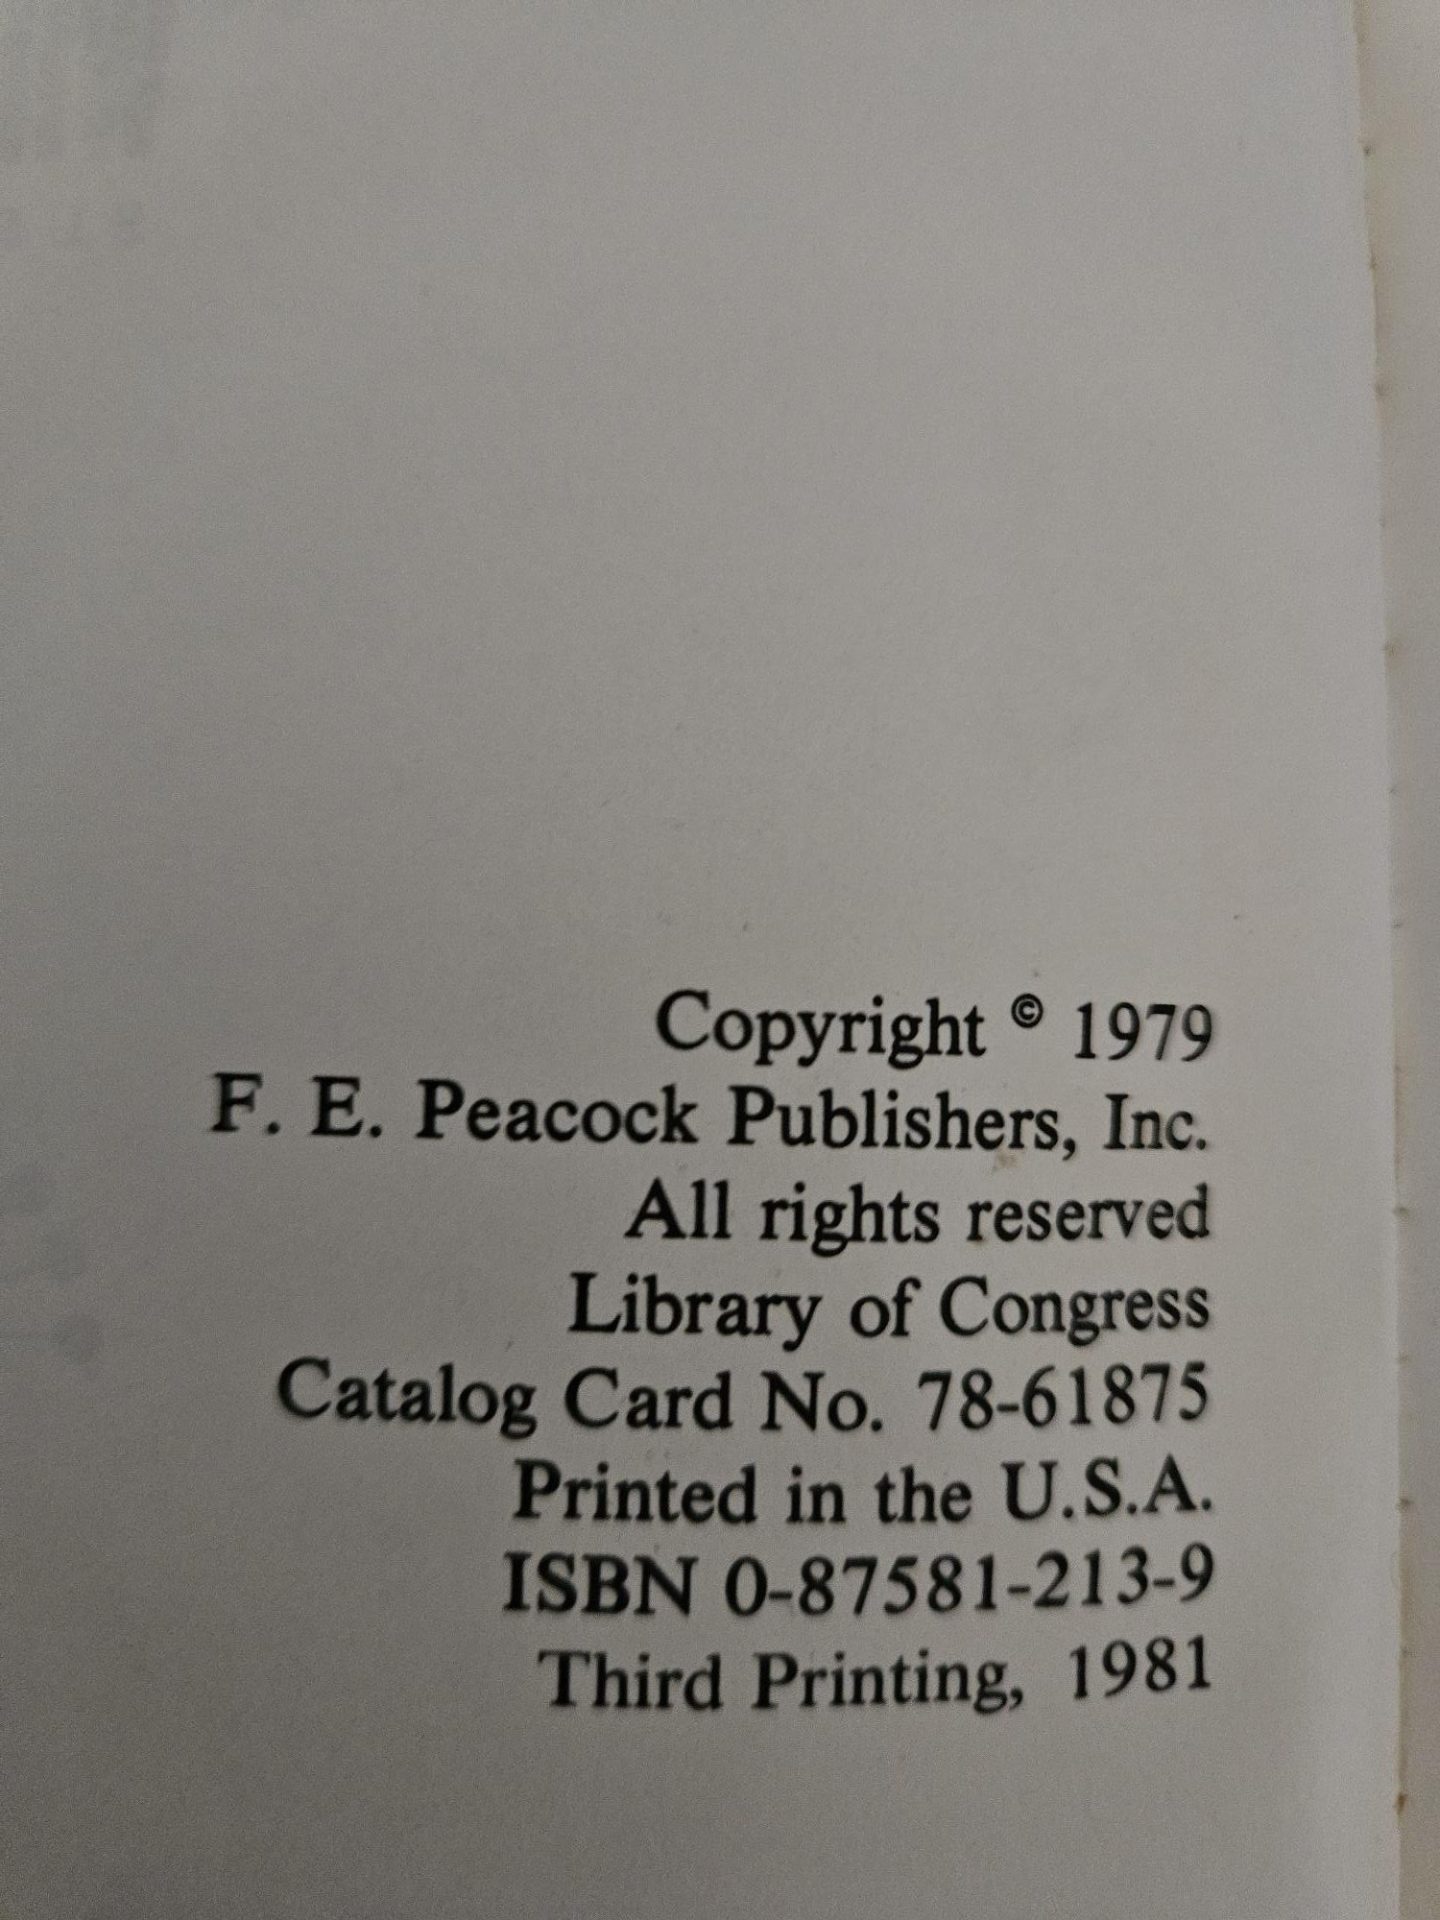 Copyright © 1979
F. E. Peacock Publishers, Inc.
All rights reserved
Library of Congress
Catalog Card No. 78-61875
Printed in the U.S.A.
ISBN 0-87581-213-9
Third Printing, 1981